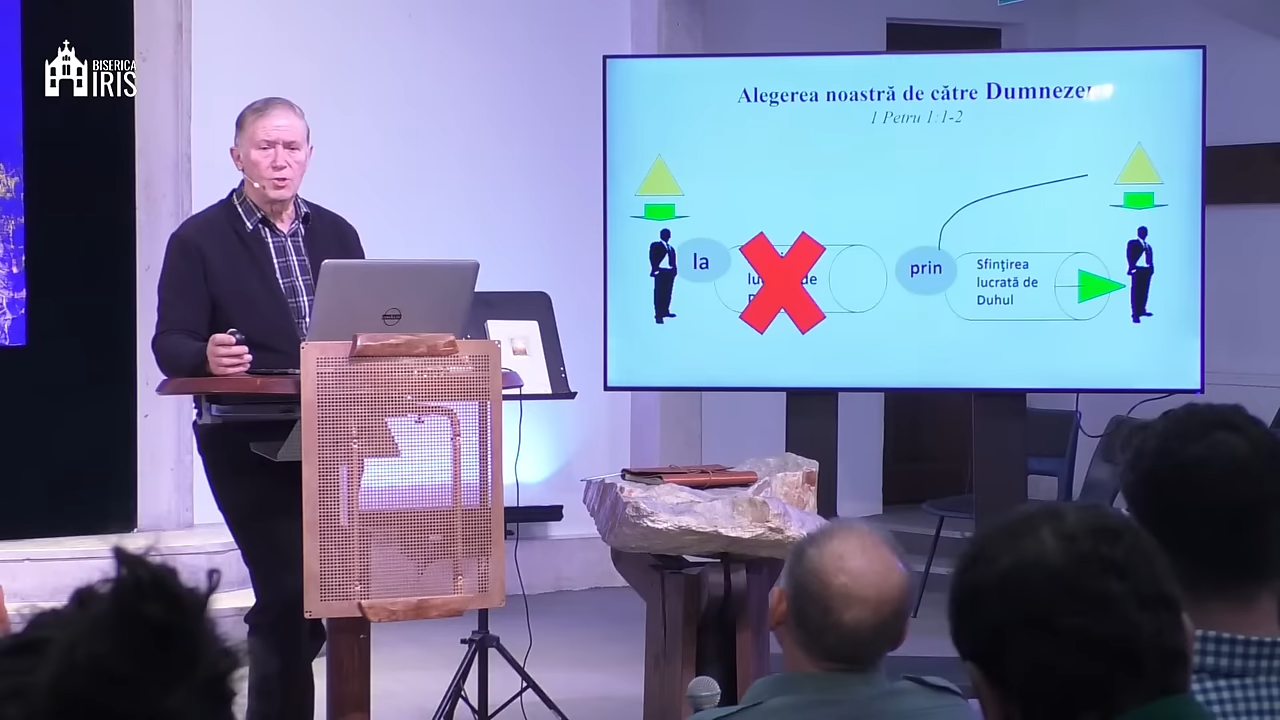 BISERICA
IRIS
Alegerea noastră de către
1 Petru 1:1-2
la
prin
Sfințirea
lucrată de
Duhul